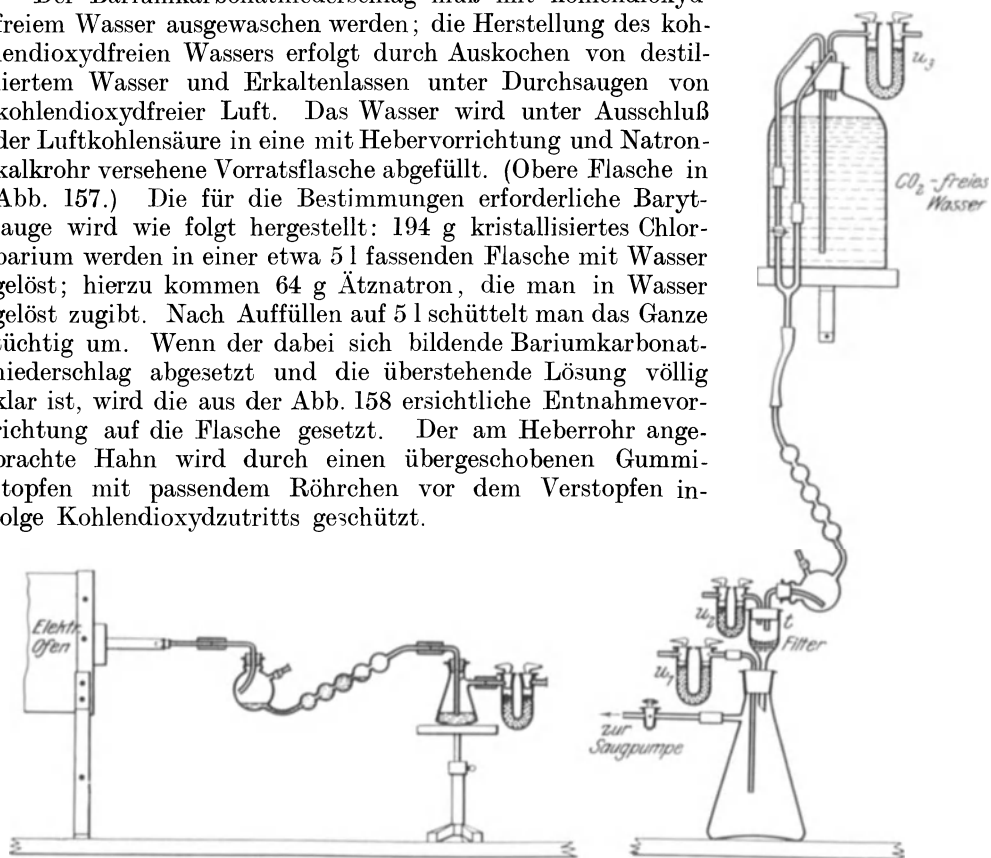 Der Bariumkarbonatniederschlag muß mit kohlendioxyd-
freiem Wasser ausgewaschen werden; die Herstellung des koh-
lendioxydfreien Wassers erfolgt durch Auskochen von destil-
liertem Wasser und Erkaltenlassen unter Durchsaugen von
kohlendioxydfreier Luft. Das Wasser wird unter Ausschluß
der Luftkohlensäure in eine mit Hebervorrichtung und Natron-
kalkrohr versehene Vorratsflasche abgefüllt. (Obere Flasche in
Abb. 157.) Die für die Bestimmungen erforderliche Baryt-
lauge wird wie folgt hergestellt: 194 g kristallisiertes Chlor-
barium werden in einer etwa 5 l fassenden Flasche mit Wasser
gelöst; hierzu kommen 64 g Ätznatron, die man in Wasser
gelöst zugibt. Nach Auffüllen auf 5 l schüttelt man das Ganze
tüchtig um. Wenn der dabei sich bildende Bariumkarbonat-
niederschlag abgesetzt und die überstehende Lösung völlig
klar ist, wird die aus der Abb. 158 ersichtliche Entnahmevor-
richtung auf die Flasche gesetzt. Der am Heberrohr ange-
brachte Hahn wird durch einen übergeschobenen Gummi-
stopfen mit passendem Röhrchen vor dem Verstopfen in-
folge Kohlendioxydzutritts geschützt.
u3
CO2-freies
Wasser
Elektr.
Ofen
u2
t
Filter
u1
zur
Saugpumpe